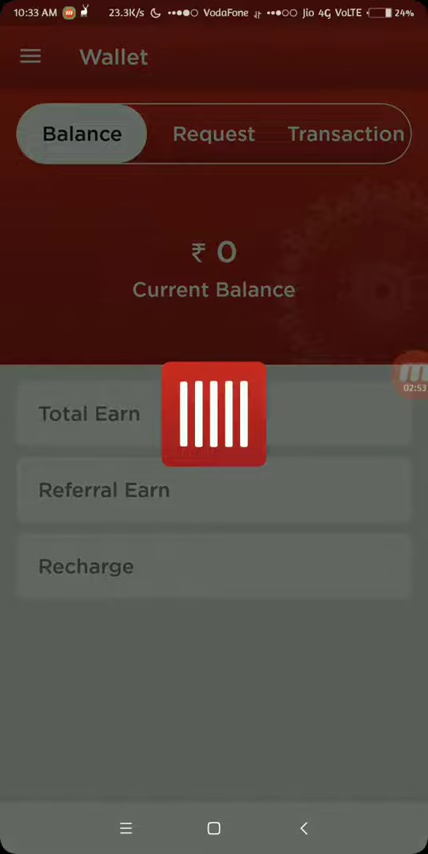 10:33 AM 23.3K/s VodaFone Jio 4G VoLTE 24%
Wallet
Balance Request Transaction
₹ 0
Current Balance
02:53
Total Earn
Referral Earn
Recharge